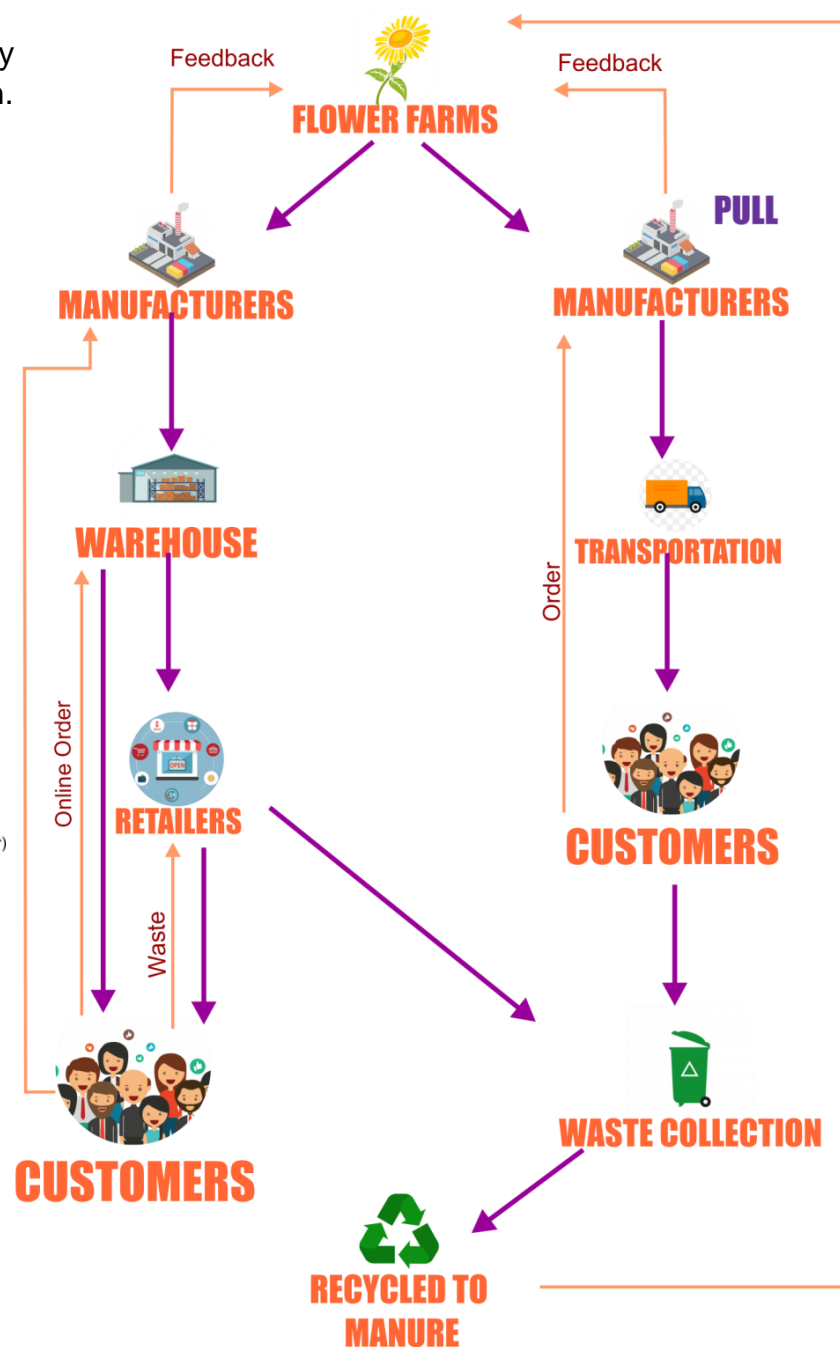 y
n.
Feedback
Feedback
FLOWER FARMS
PULL
MANUFACTURERS
MANUFACTURERS
WAREHOUSE
TRANSPORTATION
Order
Online Order
OPEN
24
RETAILERS
)
CUSTOMERS
Waste
WASTE COLLECTION
CUSTOMERS
RECYCLED TO
MANURE